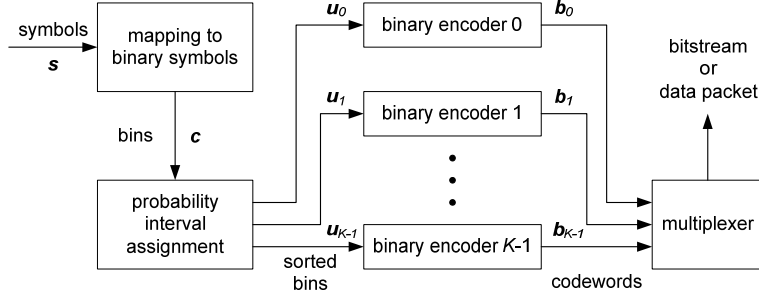 symbols
s
mapping to
binary symbols
u0
binary encoder 0
b0
bitstream
or
data packet
u1
binary encoder 1
b1
bins
c
probability
interval
assignment
uK-1
binary encoder K-1
bK-1
multiplexer
sorted
bins
codewords